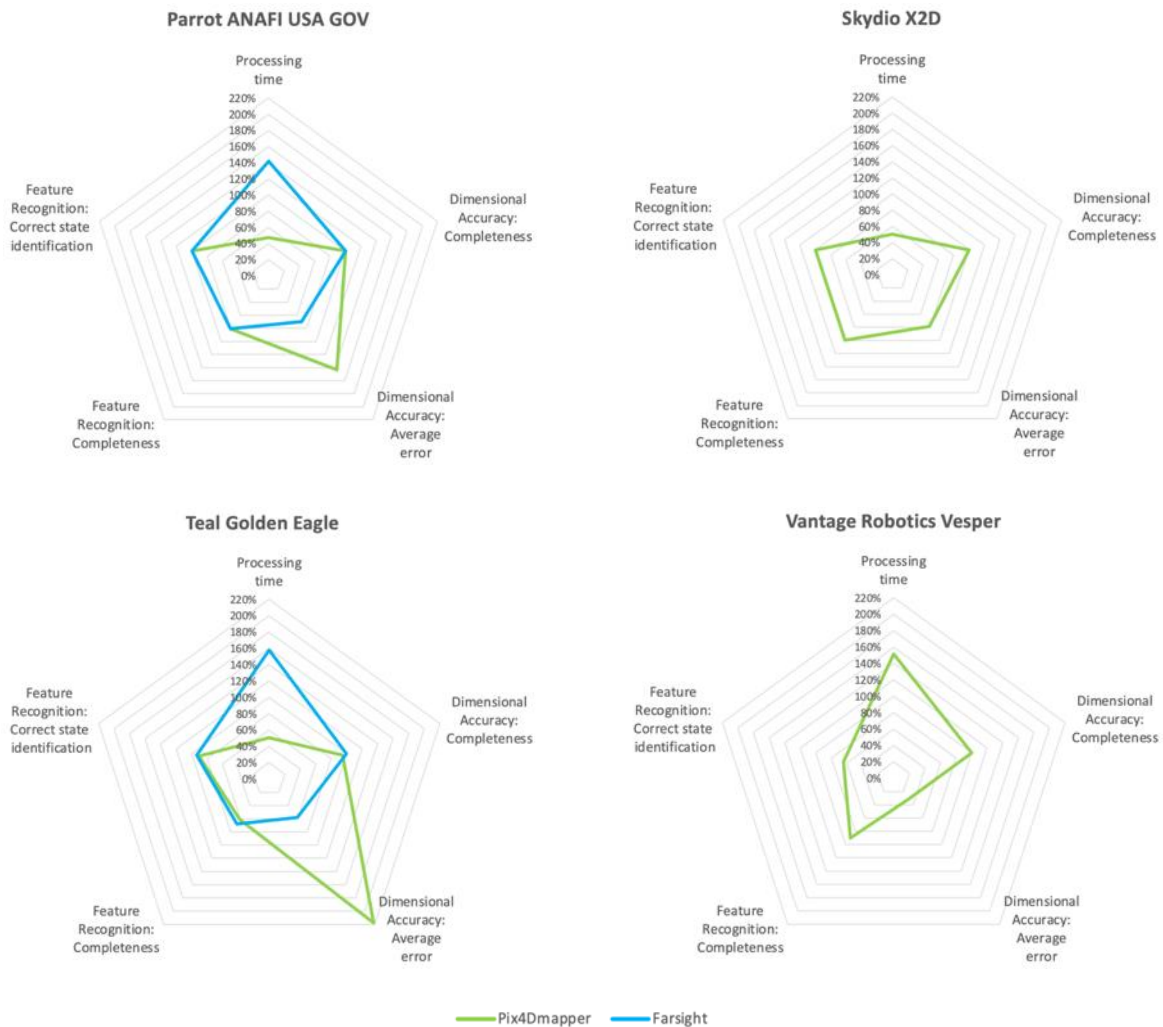 Parrot ANAFI USA GOV
Processing
time
220%
200%
180%
160%
140%
120%
100%
80%
60%
40%
20%
0%
Feature
Recognition:
Correct state
identification
Dimensional
Accuracy:
Completeness
Feature
Recognition:
Completeness
Dimensional
Accuracy:
Average
error
Skydio X2D
Processing
time
220%
200%
180%
160%
140%
120%
100%
80%
60%
40%
20%
0%
Feature
Recognition:
Correct state
identification
Dimensional
Accuracy:
Completeness
Feature
Recognition:
Completeness
Dimensional
Accuracy:
Average
error
Teal Golden Eagle
Processing
time
220%
200%
180%
160%
140%
120%
100%
80%
60%
40%
20%
0%
Feature
Recognition:
Correct state
identification
Dimensional
Accuracy:
Completeness
Feature
Recognition:
Completeness
Dimensional
Accuracy:
Average
error
Vantage Robotics Vesper
Processing
time
220%
200%
180%
160%
140%
120%
100%
80%
60%
40%
20%
0%
Feature
Recognition:
Correct state
identification
Dimensional
Accuracy:
Completeness
Feature
Recognition:
Completeness
Dimensional
Accuracy:
Average
error
Pix4Dmapper
Farsight